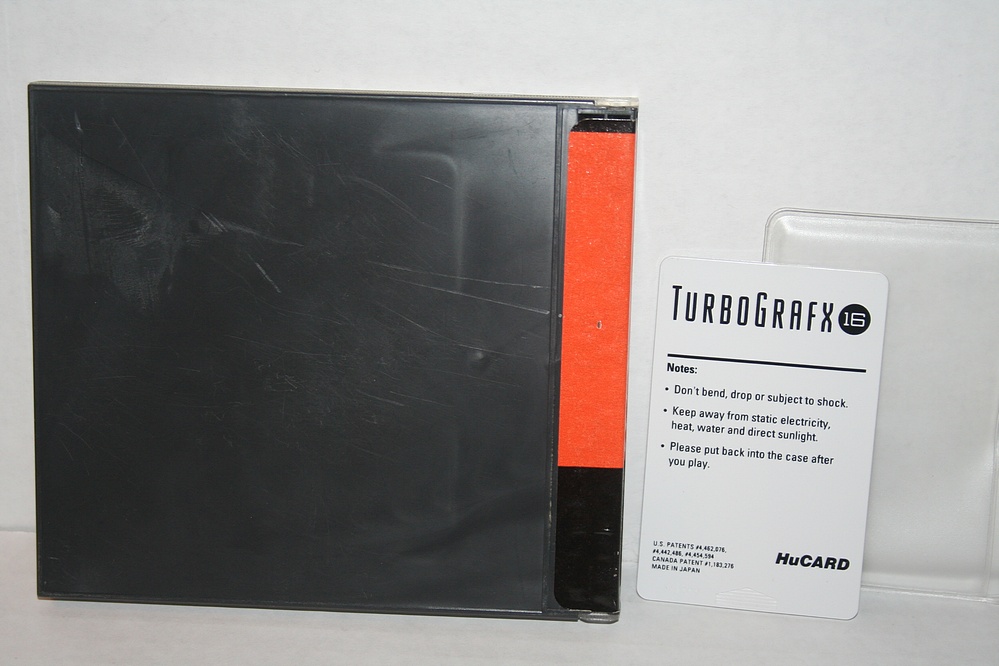 TURBOGRAFX 16
Notes:
• Don't bend, drop or subject to shock.
• Keep away from static electricity,
heat, water and direct sunlight.
• Please put back into the case after
you play.
U.S. PATENTS #4,462,076,
#4,442,486, #4,454,594
CANADA PATENT #1,183,276
MADE IN JAPAN
HuCARD